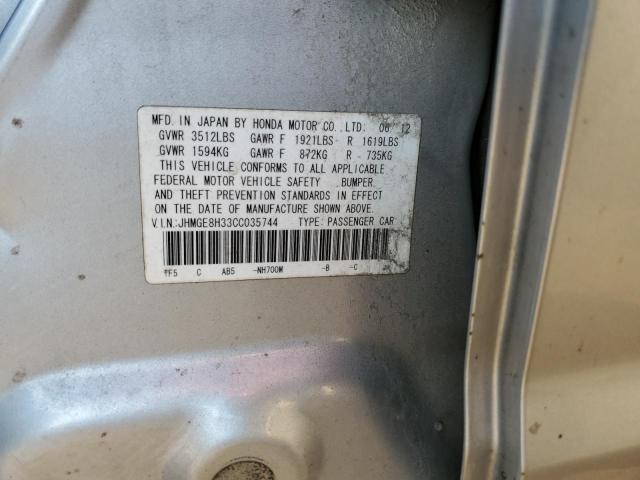 MFD. IN JAPAN BY HONDA MOTOR CO.,LTD. 06 12
GVWR 3512LBS GAWR F 1921LBS R 1619LBS
GVWR 1594KG GAWR F 872KG R 735KG
THIS VEHICLE CONFORMS TO ALL APPLICABLE
FEDERAL MOTOR VEHICLE SAFETY , BUMPER,
AND THEFT PREVENTION STANDARDS IN EFFECT
ON THE DATE OF MANUFACTURE SHOWN ABOVE.
V.I.N.:JHMGE8H33CC035744 TYPE: PASSENGER CAR
TF5 C AB5 -NH700M -B -C